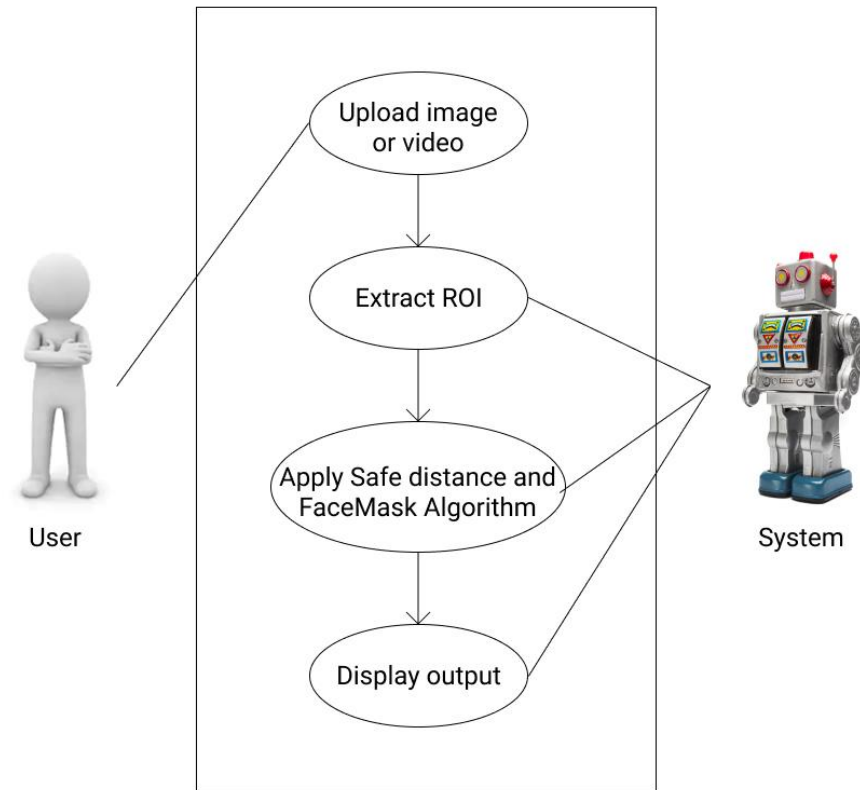 Upload image
or video
Extract ROI
Apply Safe distance and
FaceMask Algorithm
User
System
Display output